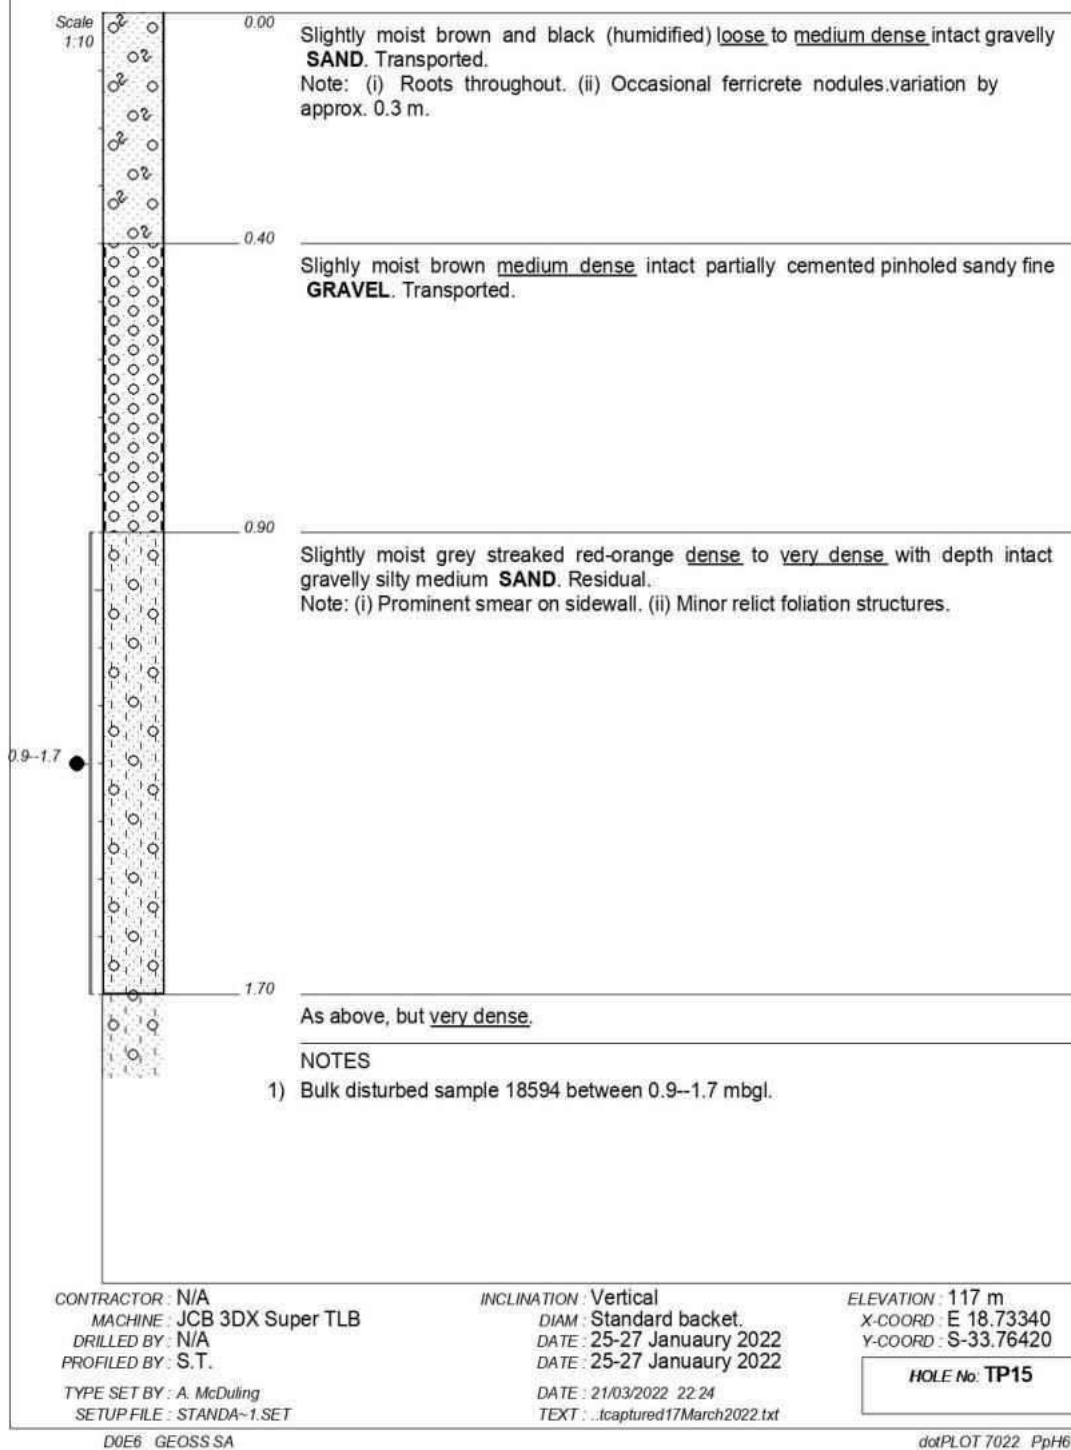 Scale
1:10
0.00
Slightly moist brown and black (humidified) loose to medium dense intact gravelly
SAND. Transported.
Note: (i) Roots throughout. (ii) Occasional ferricrete nodules.variation by
approx. 0.3 m.
0.40
Slighly moist brown medium dense intact partially cemented pinholed sandy fine
GRAVEL. Transported.
0.90
Slightly moist grey streaked red-orange dense to very dense with depth intact
gravelly silty medium SAND. Residual.
Note: (i) Prominent smear on sidewall. (ii) Minor relict foliation structures.
0.9--1.7
1.70
As above, but very dense.
NOTES
1) Bulk disturbed sample 18594 between 0.9--1.7 mbgl.
CONTRACTOR : N/A
MACHINE : JCB 3DX Super TLB
DRILLED BY : N/A
PROFILED BY : S.T.
TYPE SET BY : A. McDuling
SETUP FILE : STANDA~1.SET
INCLINATION : Vertical
DIAM : Standard backet.
DATE : 25-27 Januaury 2022
DATE : 25-27 Januaury 2022
DATE : 21/03/2022 22:24
TEXT : ..tcaptured17March2022.txt
ELEVATION : 117 m
X-COORD : E 18.73340
Y-COORD : S-33.76420
HOLE No: TP15
D0E6 GEOSS SA
dotPLOT 7022 PpH6